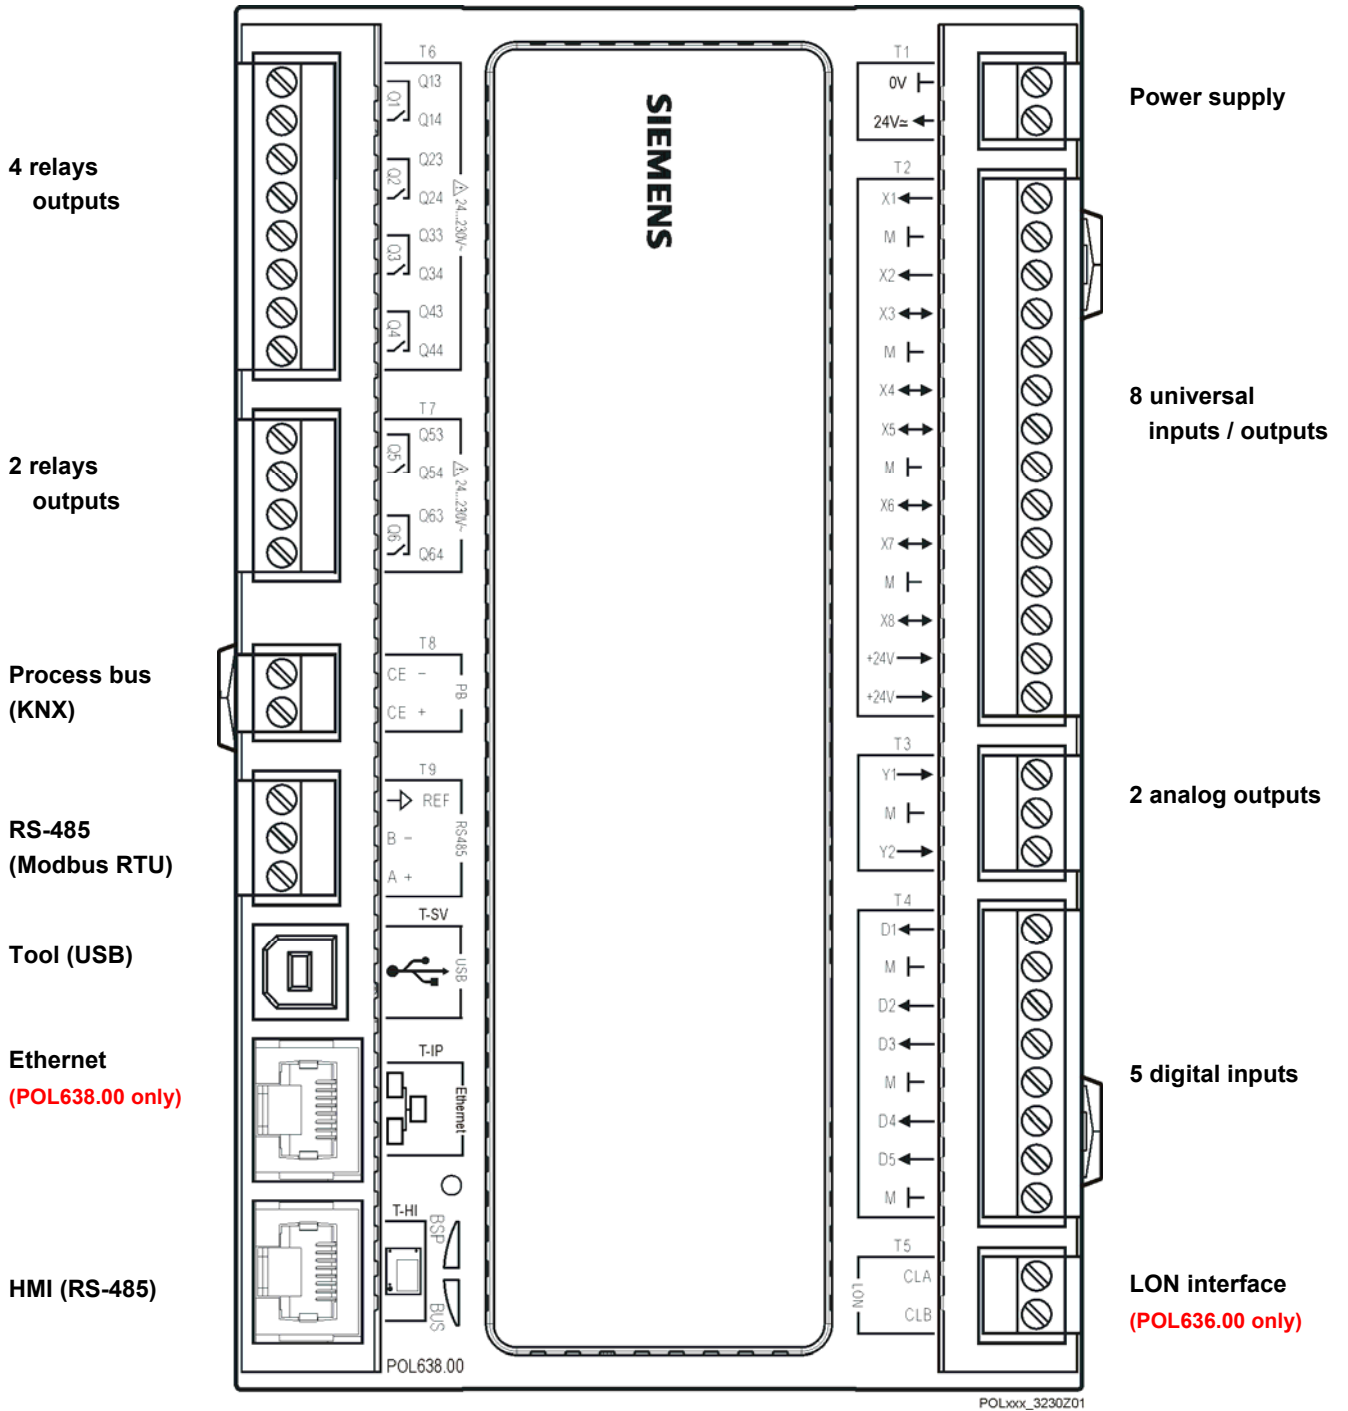 4 relays
outputs
2 relays
outputs
Process bus
(KNX)
RS-485
(Modbus RTU)
Tool (USB)
Ethernet
(POL638.00 only)
HMI (RS-485)
T6
Q13
Q1
Q14
Q23
Q2
Q24
Q33
Q3
Q34
Q43
Q4
Q44
24...230V~
T7
Q53
Q5
Q54
Q63
Q6
Q64
24...230V~
T8
CE -
CE +
PB
T9
REF
B -
A +
RS485
T-SV
USB
T-IP
Ethernet
T-HI
BSP
BUS
POL638.00
SIEMENS
T1
0V
24V≃
T2
X1
M
X2
X3
M
X4
X5
M
X6
X7
M
X8
+24V
+24V
T3
Y1
M
Y2
T4
D1
M
D2
D3
M
D4
D5
M
T5
CLA
CLB
LON
Power supply
8 universal
inputs / outputs
2 analog outputs
5 digital inputs
LON interface
(POL636.00 only)
POLxxx_3230Z01